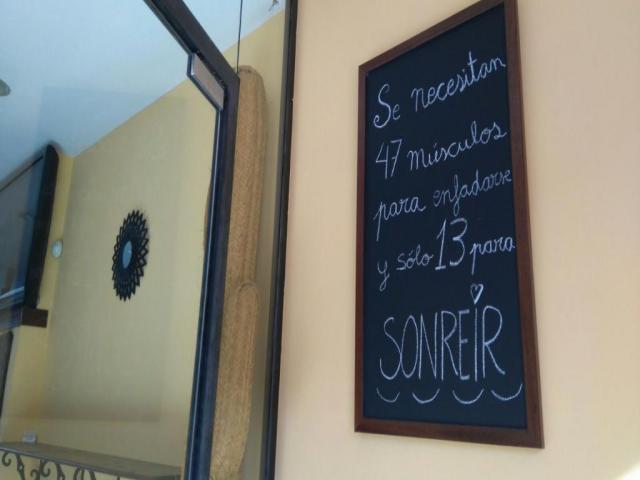 Se necesitan
47 músculos
para enfadarse
y sólo 13 para
SONREIR